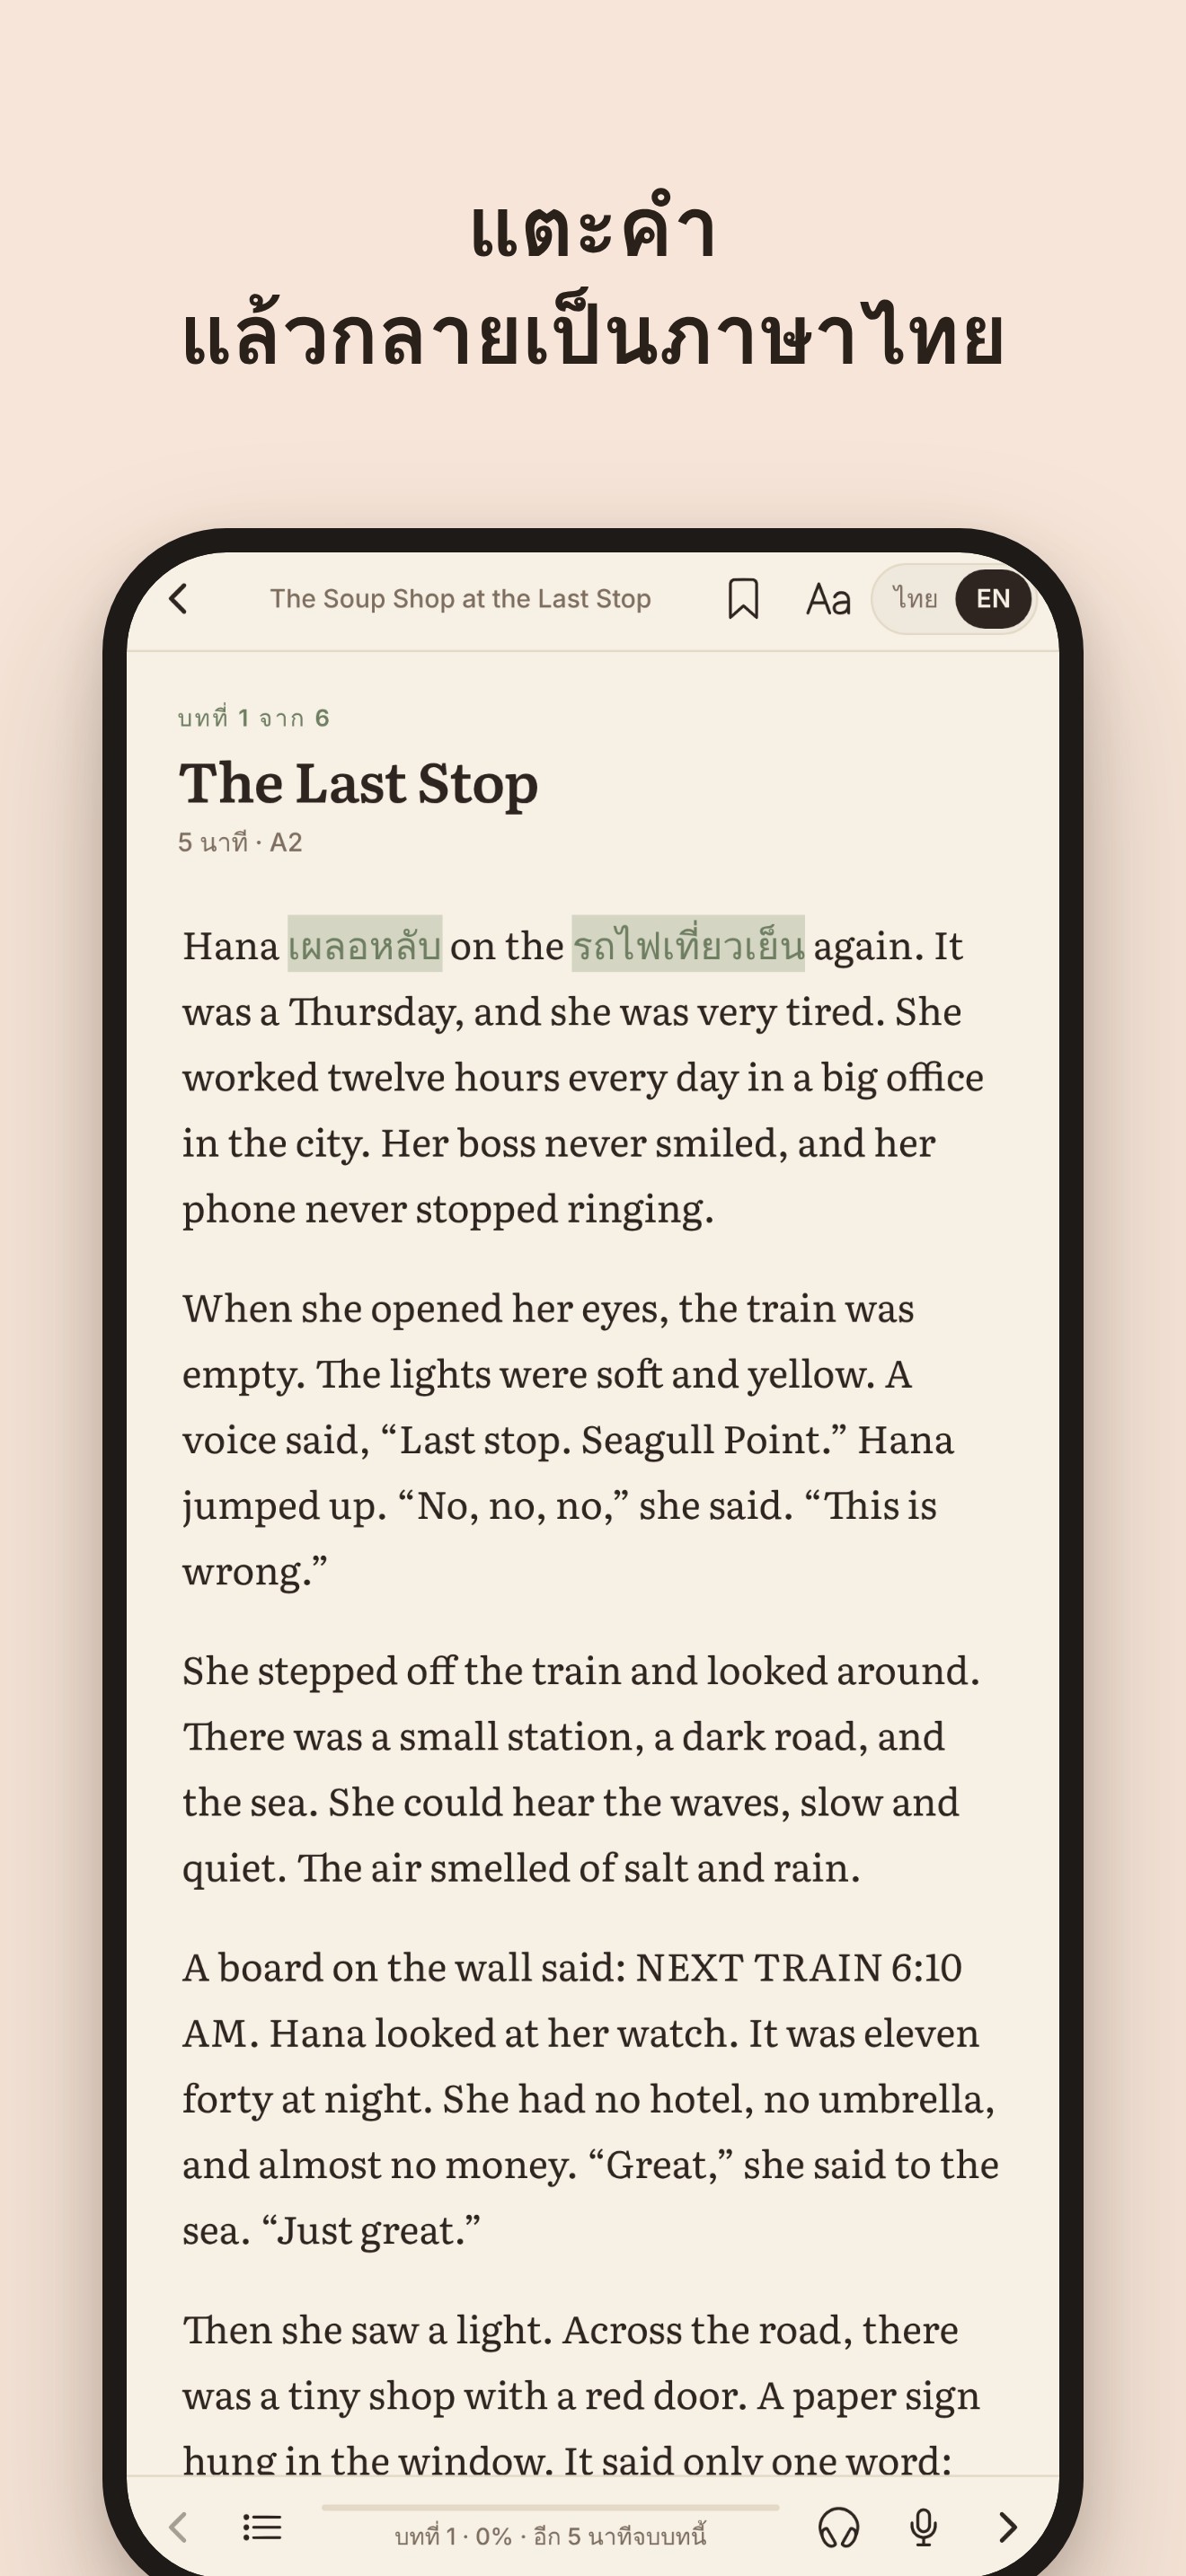 แตะคำ
แล้วกลายเป็นภาษาไทย
The Soup Shop at the Last Stop
Aa
ไทย
EN
บทที่ 1 จาก 6
The Last Stop
5 นาที · A2
Hana เผลอหลับ on the รถไฟเที่ยวเย็น again. It
was a Thursday, and she was very tired. She
worked twelve hours every day in a big office
in the city. Her boss never smiled, and her
phone never stopped ringing.
When she opened her eyes, the train was
empty. The lights were soft and yellow. A
voice said, “Last stop. Seagull Point.” Hana
jumped up. “No, no, no,” she said. “This is
wrong.”
She stepped off the train and looked around.
There was a small station, a dark road, and
the sea. She could hear the waves, slow and
quiet. The air smelled of salt and rain.
A board on the wall said: NEXT TRAIN 6:10
AM. Hana looked at her watch. It was eleven
forty at night. She had no hotel, no umbrella,
and almost no money. “Great,” she said to the
sea. “Just great.”
Then she saw a light. Across the road, there
was a tiny shop with a red door. A paper sign
hung in the window. It said only one word:
บทที่ 1 · 0% · อีก 5 นาทีจบบทนี้